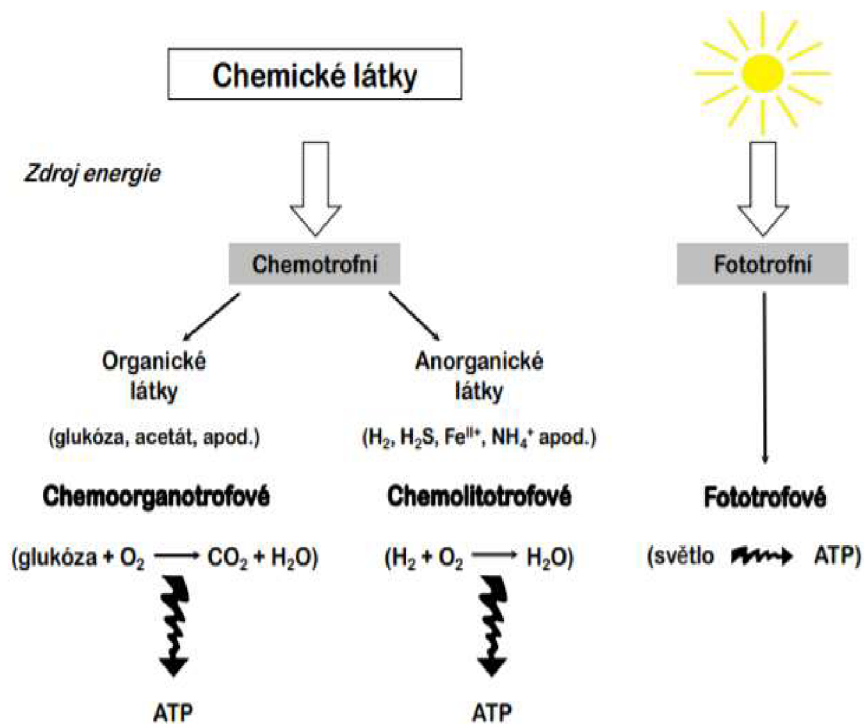 Chemické látky
Zdroj energie
Chemotrofní
Fototrofní
Organické
látky
Anorganické
látky
(glukóza, acetát, apod.)
(H₂, H₂S, Feᴵᴵ⁺, NH₄⁺ apod.)
Chemoorganotrofové
Chemolitotrofové
Fototrofové
(glukóza + O₂ → CO₂ + H₂O)
(H₂ + O₂ → H₂O)
(světlo → ATP)
ATP
ATP